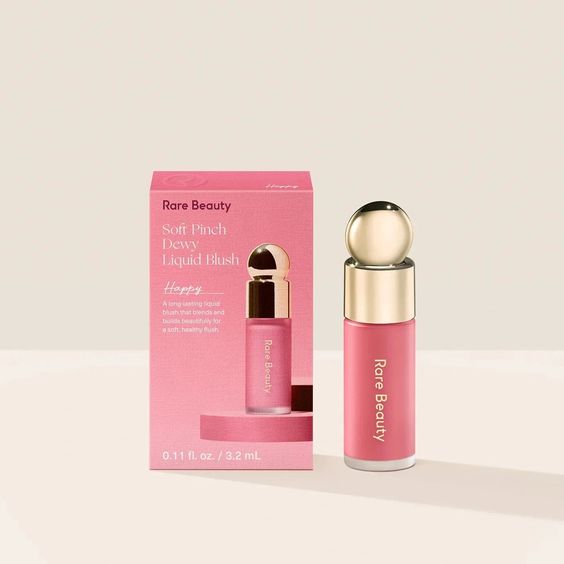 Happy
Rare Beauty
Soft Pinch
Dewy
Liquid Blush
Happy
A long-lasting liquid
blush that blends and
builds beautifully for
a soft, healthy flush.
Rare Beauty
0.11 fl. oz. / 3.2 mL
Rare Beauty